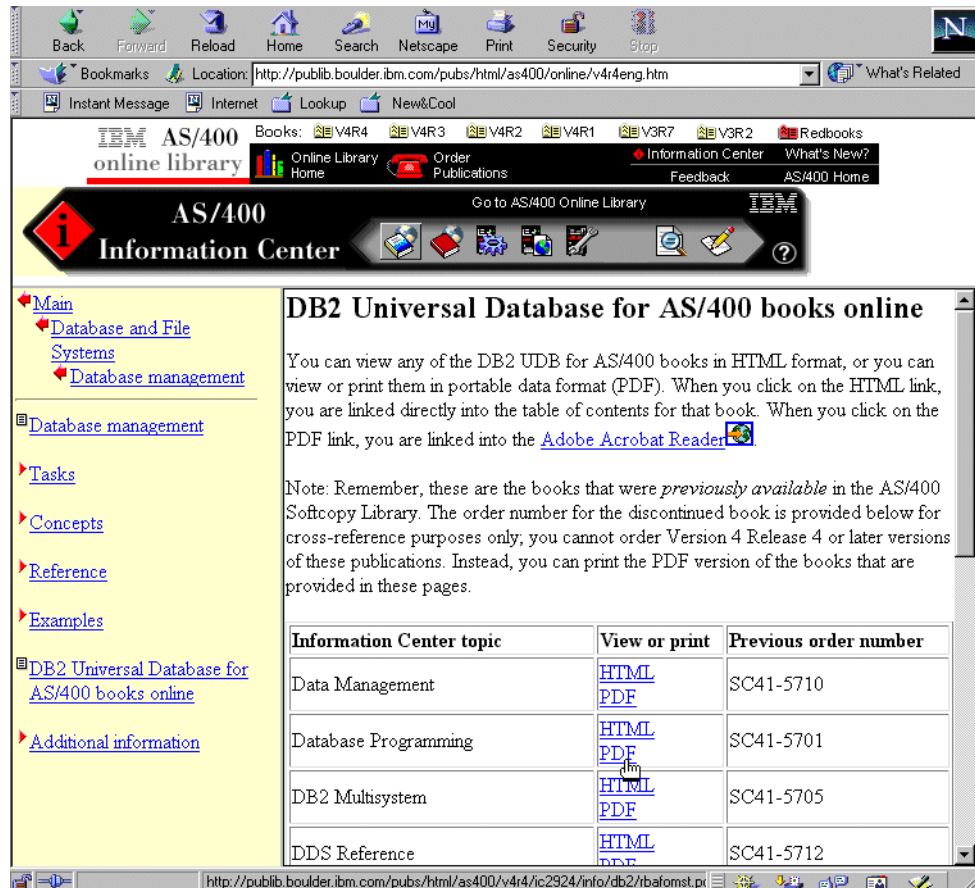 Back Forward Reload Home Search Netscape Print Security Stop
My
N
Bookmarks Location: http://publib.boulder.ibm.com/pubs/html/as400/online/v4r4eng.htm What's Related
Instant Message Internet Lookup New&Cool
IBM AS/400
online library
Books: V4R4 V4R3 V4R2 V4R1 V3R7 V3R2 Redbooks
Online Library
Home
Order
Publications
Information Center What's New?
Feedback AS/400 Home
i
AS/400
Information Center
Go to AS/400 Online Library
IBM
?
Main
Database and File
Systems
Database management
Database management
Tasks
Concepts
Reference
Examples
DB2 Universal Database for
AS/400 books online
Additional information
DB2 Universal Database for AS/400 books online
You can view any of the DB2 UDB for AS/400 books in HTML format, or you can
view or print them in portable data format (PDF). When you click on the HTML link,
you are linked directly into the table of contents for that book. When you click on the
PDF link, you are linked into the Adobe Acrobat Reader.
Note: Remember, these are the books that were previously available in the AS/400
Softcopy Library. The order number for the discontinued book is provided below for
cross-reference purposes only; you cannot order Version 4 Release 4 or later versions
of these publications. Instead, you can print the PDF version of the books that are
provided in these pages.
Information Center topic View or print Previous order number
Data Management HTML PDF SC41-5710
Database Programming HTML PDF SC41-5701
DB2 Multisystem HTML PDF SC41-5705
DDS Reference HTML PDF SC41-5712
http://publib.boulder.ibm.com/pubs/html/as400/v4r4/ic2924/info/db2/rbafomst.pd